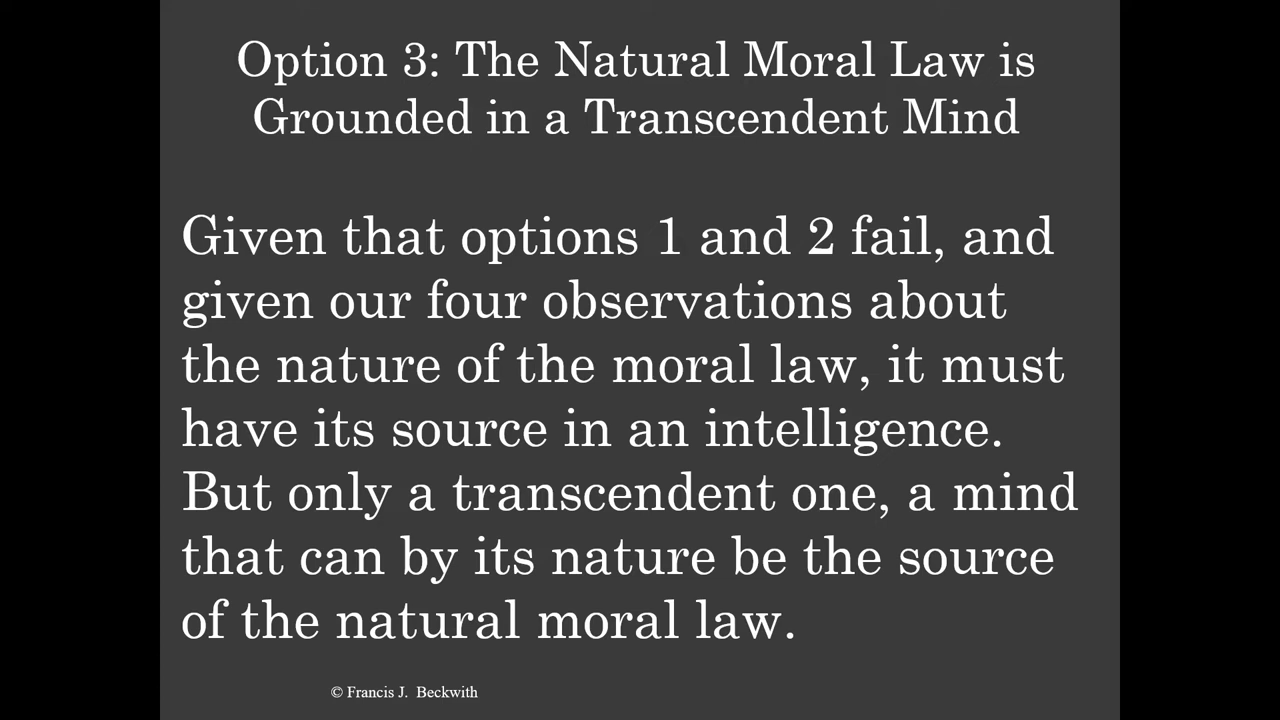 Option 3: The Natural Moral Law is
Grounded in a Transcendent Mind
Given that options 1 and 2 fail, and
given our four observations about
the nature of the moral law, it must
have its source in an intelligence.
But only a transcendent one, a mind
that can by its nature be the source
of the natural moral law.
© Francis J. Beckwith